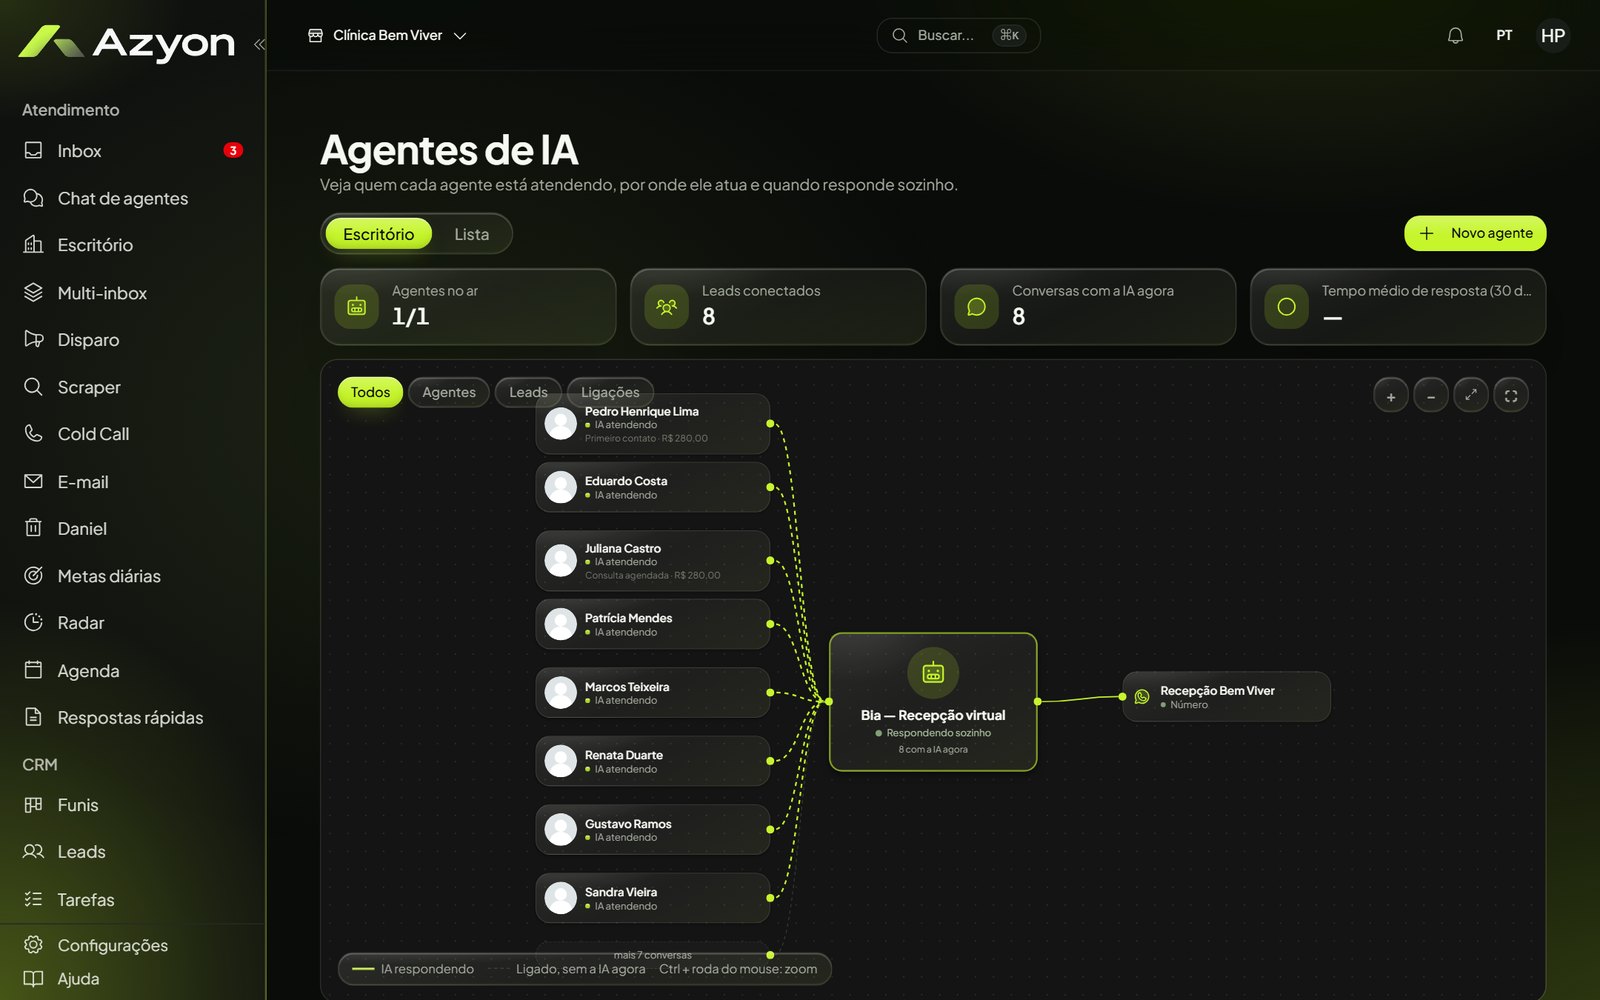 Azyon
Clínica Bem Viver
Buscar...
⌘K
PT
HP
Atendimento
Inbox
3
Chat de agentes
Escritório
Multi-inbox
Disparo
Scraper
Cold Call
E-mail
Daniel
Metas diárias
Radar
Agenda
Respostas rápidas
CRM
Funis
Leads
Tarefas
Configurações
Ajuda
Agentes de IA
Veja quem cada agente está atendendo, por onde ele atua e quando responde sozinho.
Escritório
Lista
+ Novo agente
Agentes no ar
1/1
Leads conectados
8
Conversas com a IA agora
8
Tempo médio de resposta (30 d...
—
Todos
Agentes
Leads
Ligações
+
−
Pedro Henrique Lima
IA atendendo
Primeiro contato · R$ 280,00
Eduardo Costa
IA atendendo
Juliana Castro
IA atendendo
Consulta agendada · R$ 280,00
Patrícia Mendes
IA atendendo
Marcos Teixeira
IA atendendo
Renata Duarte
IA atendendo
Gustavo Ramos
IA atendendo
Sandra Vieira
IA atendendo
mais 7 conversas
Bia — Recepção virtual
Respondendo sozinho
8 com a IA agora
Recepção Bem Viver
Número
IA respondendo
Ligado, sem a IA agora
Ctrl + roda do mouse: zoom